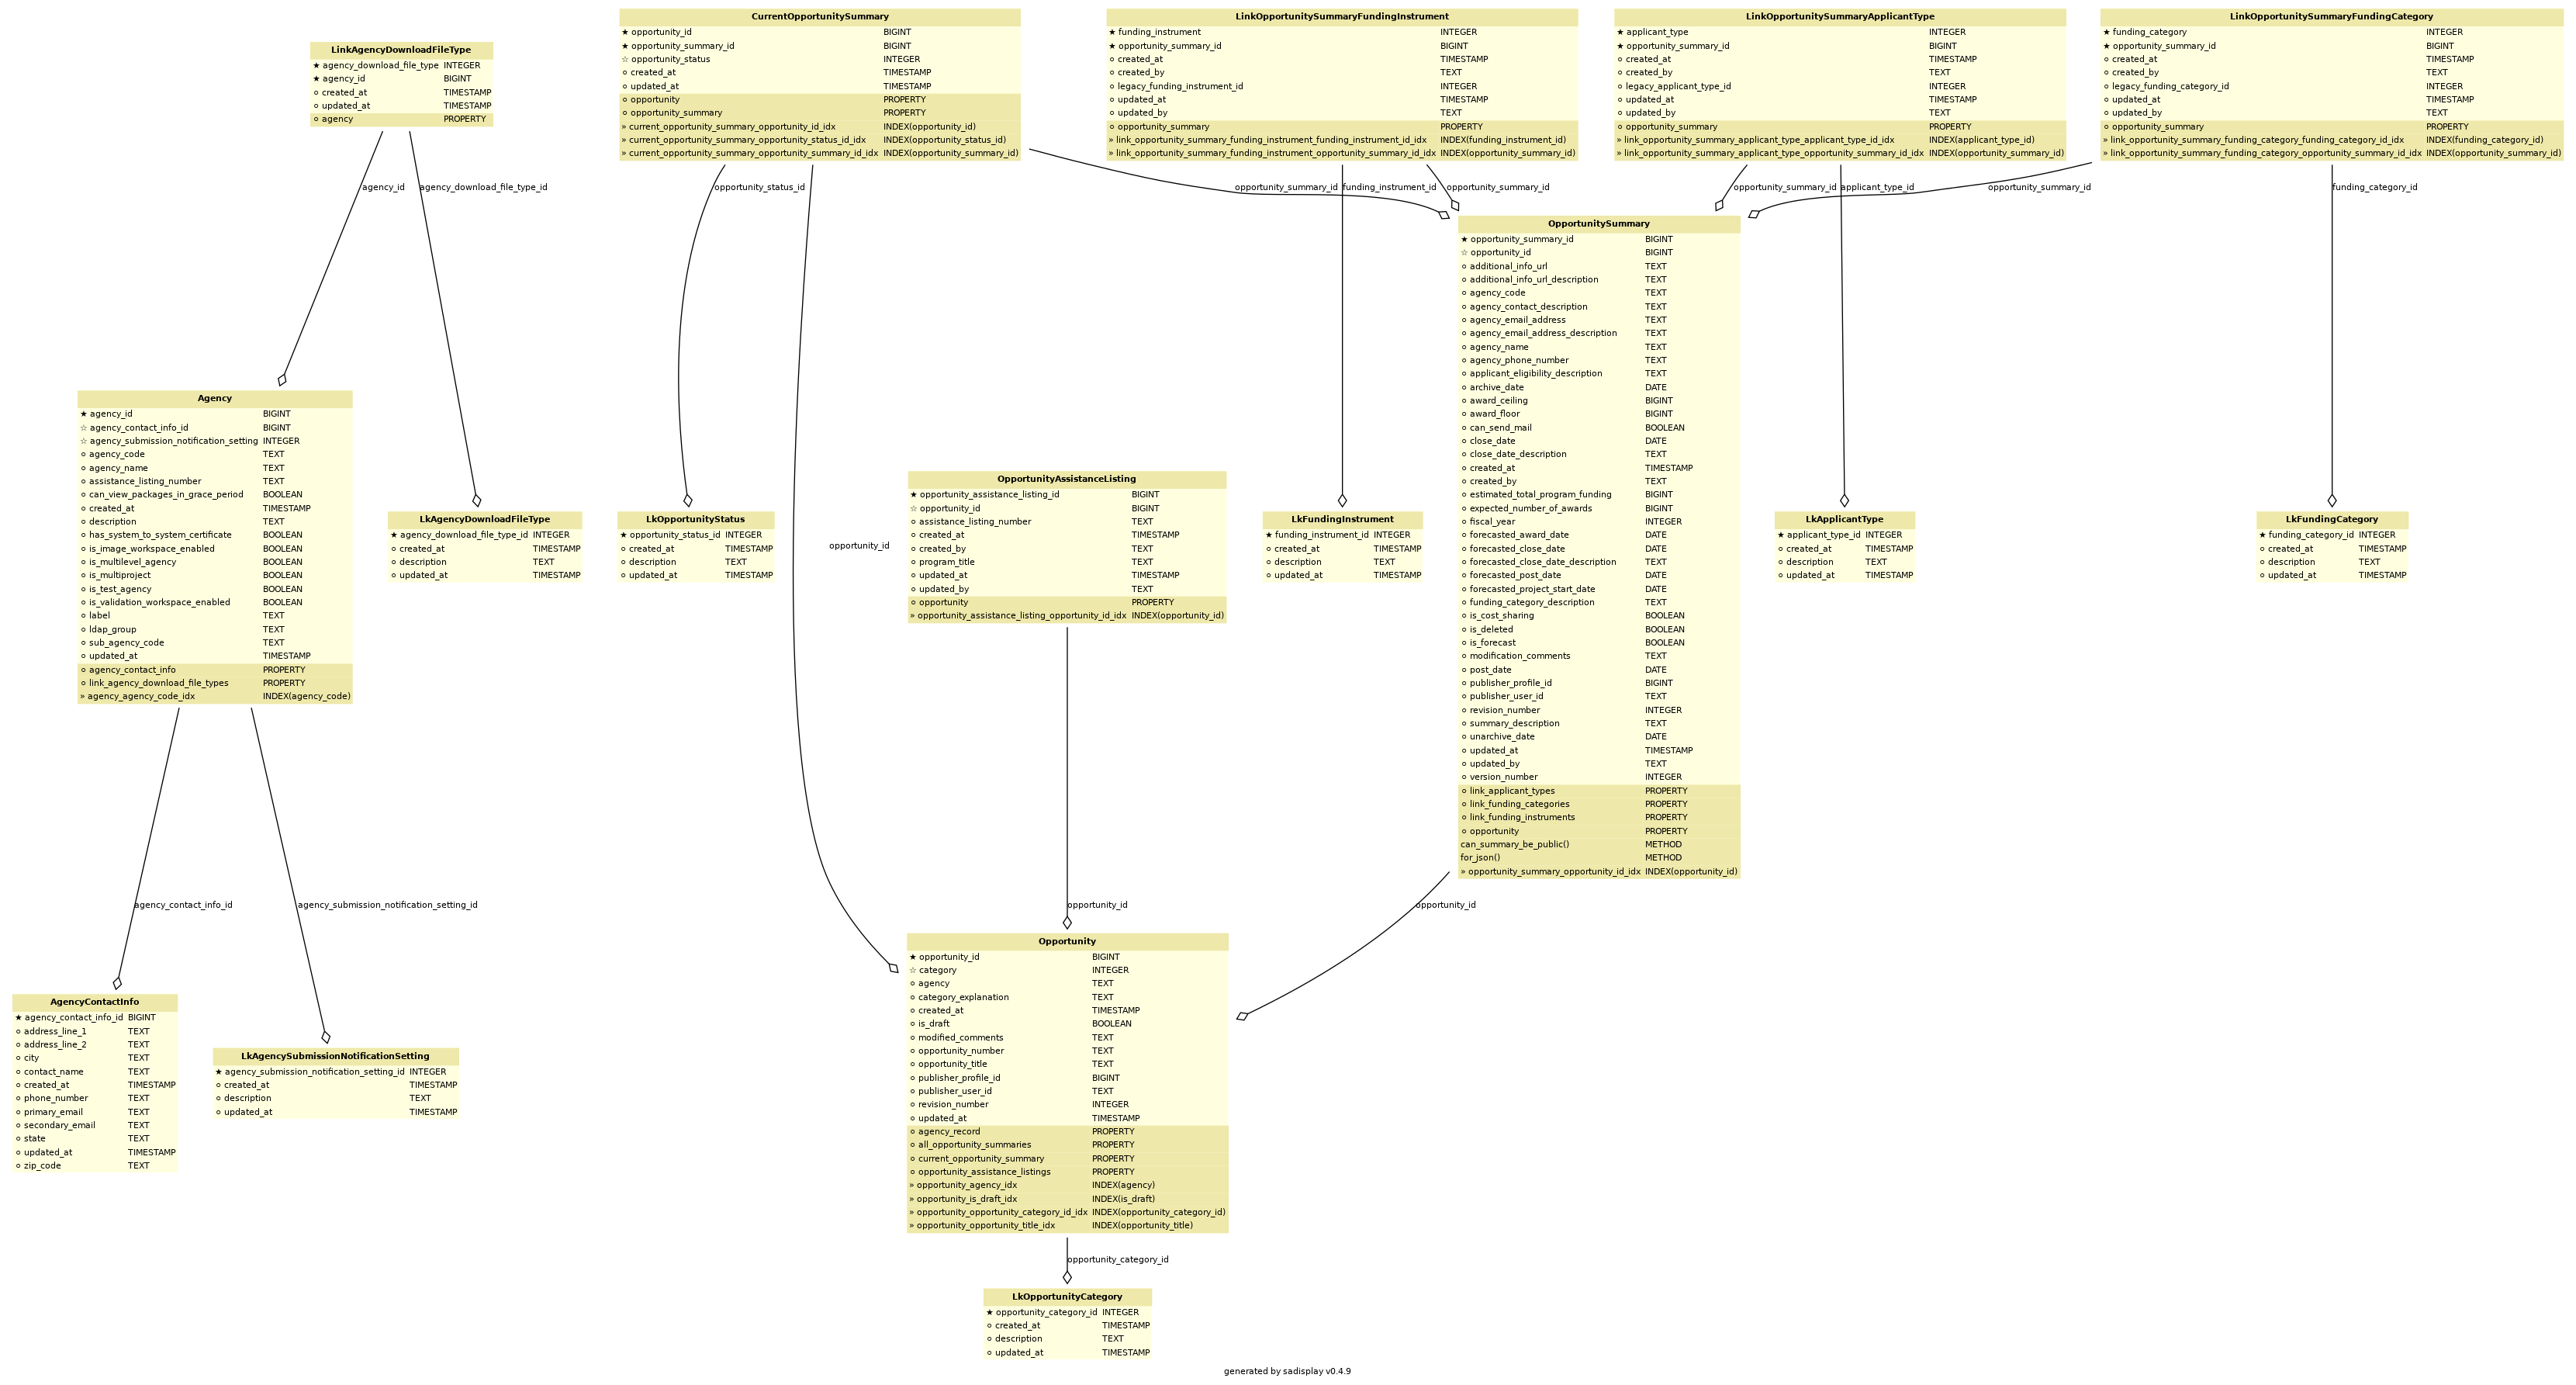 LinkAgencyDownloadFileType
★ agency_download_file_type INTEGER
★ agency_id BIGINT
⚪ created_at TIMESTAMP
⚪ updated_at TIMESTAMP
⚪ agency PROPERTY
CurrentOpportunitySummary
★ opportunity_id BIGINT
★ opportunity_summary_id BIGINT
☆ opportunity_status INTEGER
⚪ created_at TIMESTAMP
⚪ updated_at TIMESTAMP
⚪ opportunity PROPERTY
⚪ opportunity_summary PROPERTY
» current_opportunity_summary_opportunity_id_idx INDEX(opportunity_id)
» current_opportunity_summary_opportunity_status_id_idx INDEX(opportunity_status_id)
» current_opportunity_summary_opportunity_summary_id_idx INDEX(opportunity_summary_id)
LinkOpportunitySummaryFundingInstrument
★ funding_instrument INTEGER
★ opportunity_summary_id BIGINT
⚪ created_at TIMESTAMP
⚪ created_by TEXT
⚪ legacy_funding_instrument_id INTEGER
⚪ updated_at TIMESTAMP
⚪ updated_by TEXT
⚪ opportunity_summary PROPERTY
» link_opportunity_summary_funding_instrument_funding_instrument_id_idx INDEX(funding_instrument_id)
» link_opportunity_summary_funding_instrument_opportunity_summary_id_idx INDEX(opportunity_summary_id)
LinkOpportunitySummaryApplicantType
★ applicant_type INTEGER
★ opportunity_summary_id BIGINT
⚪ created_at TIMESTAMP
⚪ created_by TEXT
⚪ legacy_applicant_type_id INTEGER
⚪ updated_at TIMESTAMP
⚪ updated_by TEXT
⚪ opportunity_summary PROPERTY
» link_opportunity_summary_applicant_type_applicant_type_id_idx INDEX(applicant_type_id)
» link_opportunity_summary_applicant_type_opportunity_summary_id_idx INDEX(opportunity_summary_id)
LinkOpportunitySummaryFundingCategory
★ funding_category INTEGER
★ opportunity_summary_id BIGINT
⚪ created_at TIMESTAMP
⚪ created_by TEXT
⚪ legacy_funding_category_id INTEGER
⚪ updated_at TIMESTAMP
⚪ updated_by TEXT
⚪ opportunity_summary PROPERTY
» link_opportunity_summary_funding_category_funding_category_id_idx INDEX(funding_category_id)
» link_opportunity_summary_funding_category_opportunity_summary_id_idx INDEX(opportunity_summary_id)
agency_id
agency_download_file_type_id
opportunity_status_id
opportunity_summary_id
funding_instrument_id
opportunity_summary_id
opportunity_summary_id
applicant_type_id
opportunity_summary_id
funding_category_id
OpportunitySummary
★ opportunity_summary_id BIGINT
☆ opportunity_id BIGINT
⚪ additional_info_url TEXT
⚪ additional_info_url_description TEXT
⚪ agency_code TEXT
⚪ agency_contact_description TEXT
⚪ agency_email_address TEXT
⚪ agency_email_address_description TEXT
⚪ agency_name TEXT
⚪ agency_phone_number TEXT
⚪ applicant_eligibility_description TEXT
⚪ archive_date DATE
⚪ award_ceiling BIGINT
⚪ award_floor BIGINT
⚪ can_send_mail BOOLEAN
⚪ close_date DATE
⚪ close_date_description TEXT
⚪ created_at TIMESTAMP
⚪ created_by TEXT
⚪ estimated_total_program_funding BIGINT
⚪ expected_number_of_awards BIGINT
⚪ fiscal_year INTEGER
⚪ forecasted_award_date DATE
⚪ forecasted_close_date DATE
⚪ forecasted_close_date_description TEXT
⚪ forecasted_post_date DATE
⚪ forecasted_project_start_date DATE
⚪ funding_category_description TEXT
⚪ is_cost_sharing BOOLEAN
⚪ is_deleted BOOLEAN
⚪ is_forecast BOOLEAN
⚪ modification_comments TEXT
⚪ post_date DATE
⚪ publisher_profile_id BIGINT
⚪ publisher_user_id TEXT
⚪ revision_number INTEGER
⚪ summary_description TEXT
⚪ unarchive_date DATE
⚪ updated_at TIMESTAMP
⚪ updated_by TEXT
⚪ version_number INTEGER
⚪ link_applicant_types PROPERTY
⚪ link_funding_categories PROPERTY
⚪ link_funding_instruments PROPERTY
⚪ opportunity PROPERTY
can_summary_be_public() METHOD
for_json() METHOD
» opportunity_summary_opportunity_id_idx INDEX(opportunity_id)
Agency
★ agency_id BIGINT
☆ agency_contact_info_id BIGINT
☆ agency_submission_notification_setting INTEGER
⚪ agency_code TEXT
⚪ agency_name TEXT
⚪ assistance_listing_number TEXT
⚪ can_view_packages_in_grace_period BOOLEAN
⚪ created_at TIMESTAMP
⚪ description TEXT
⚪ has_system_to_system_certificate BOOLEAN
⚪ is_image_workspace_enabled BOOLEAN
⚪ is_multilevel_agency BOOLEAN
⚪ is_multiproject BOOLEAN
⚪ is_test_agency BOOLEAN
⚪ is_validation_workspace_enabled BOOLEAN
⚪ label TEXT
⚪ ldap_group TEXT
⚪ sub_agency_code TEXT
⚪ updated_at TIMESTAMP
⚪ agency_contact_info PROPERTY
⚪ link_agency_download_file_types PROPERTY
» agency_agency_code_idx INDEX(agency_code)
LkAgencyDownloadFileType
★ agency_download_file_type_id INTEGER
⚪ created_at TIMESTAMP
⚪ description TEXT
⚪ updated_at TIMESTAMP
LkOpportunityStatus
★ opportunity_status_id INTEGER
⚪ created_at TIMESTAMP
⚪ description TEXT
⚪ updated_at TIMESTAMP
opportunity_id
OpportunityAssistanceListing
★ opportunity_assistance_listing_id BIGINT
☆ opportunity_id BIGINT
⚪ assistance_listing_number TEXT
⚪ created_at TIMESTAMP
⚪ created_by TEXT
⚪ program_title TEXT
⚪ updated_at TIMESTAMP
⚪ updated_by TEXT
⚪ opportunity PROPERTY
» opportunity_assistance_listing_opportunity_id_idx INDEX(opportunity_id)
LkFundingInstrument
★ funding_instrument_id INTEGER
⚪ created_at TIMESTAMP
⚪ description TEXT
⚪ updated_at TIMESTAMP
LkApplicantType
★ applicant_type_id INTEGER
⚪ created_at TIMESTAMP
⚪ description TEXT
⚪ updated_at TIMESTAMP
LkFundingCategory
★ funding_category_id INTEGER
⚪ created_at TIMESTAMP
⚪ description TEXT
⚪ updated_at TIMESTAMP
agency_contact_info_id
agency_submission_notification_setting_id
opportunity_id
opportunity_id
AgencyContactInfo
★ agency_contact_info_id BIGINT
⚪ address_line_1 TEXT
⚪ address_line_2 TEXT
⚪ city TEXT
⚪ contact_name TEXT
⚪ created_at TIMESTAMP
⚪ phone_number TEXT
⚪ primary_email TEXT
⚪ secondary_email TEXT
⚪ state TEXT
⚪ updated_at TIMESTAMP
⚪ zip_code TEXT
LkAgencySubmissionNotificationSetting
★ agency_submission_notification_setting_id INTEGER
⚪ created_at TIMESTAMP
⚪ description TEXT
⚪ updated_at TIMESTAMP
Opportunity
★ opportunity_id BIGINT
☆ category INTEGER
⚪ agency TEXT
⚪ category_explanation TEXT
⚪ created_at TIMESTAMP
⚪ is_draft BOOLEAN
⚪ modified_comments TEXT
⚪ opportunity_number TEXT
⚪ opportunity_title TEXT
⚪ publisher_profile_id BIGINT
⚪ publisher_user_id TEXT
⚪ revision_number INTEGER
⚪ updated_at TIMESTAMP
⚪ agency_record PROPERTY
⚪ all_opportunity_summaries PROPERTY
⚪ current_opportunity_summary PROPERTY
⚪ opportunity_assistance_listings PROPERTY
» opportunity_agency_idx INDEX(agency)
» opportunity_is_draft_idx INDEX(is_draft)
» opportunity_opportunity_category_id_idx INDEX(opportunity_category_id)
» opportunity_opportunity_title_idx INDEX(opportunity_title)
opportunity_category_id
LkOpportunityCategory
★ opportunity_category_id INTEGER
⚪ created_at TIMESTAMP
⚪ description TEXT
⚪ updated_at TIMESTAMP
generated by sadisplay v0.4.9